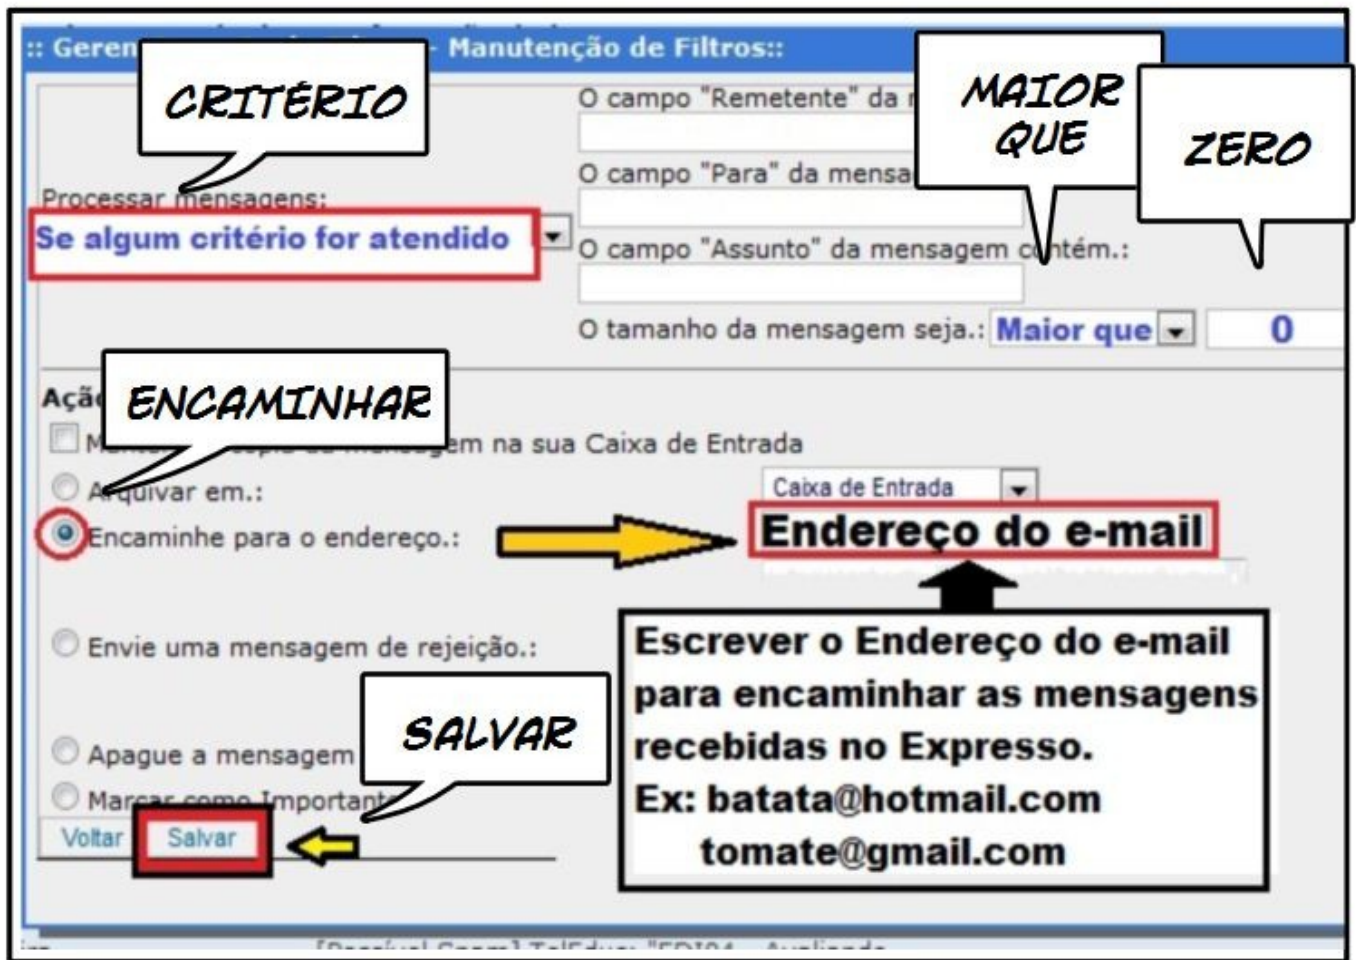 :: Geren - Manutenção de Filtros::
CRITÉRIO
MAIOR
QUE
ZERO
O campo "Remetente" da
O campo "Para" da
Processar mensagens:
Se algum critério for atendido
O campo "Assunto" da mensagem contém.:
O tamanho da mensagem seja.: Maior que 0
ENCAMINHAR
mensagem na sua Caixa de Entrada
Arquivar em.: Caixa de Entrada
Encaminhe para o endereço.: Endereço do e-mail
Envie uma mensagem de rejeição.:
Escrever o Endereço do e-mail
para encaminhar as mensagens
recebidas no Expresso.
Ex: batata@hotmail.com
tomate@gmail.com
SALVAR
Apague a mensagem
Marcar como Importante
Voltar Salvar